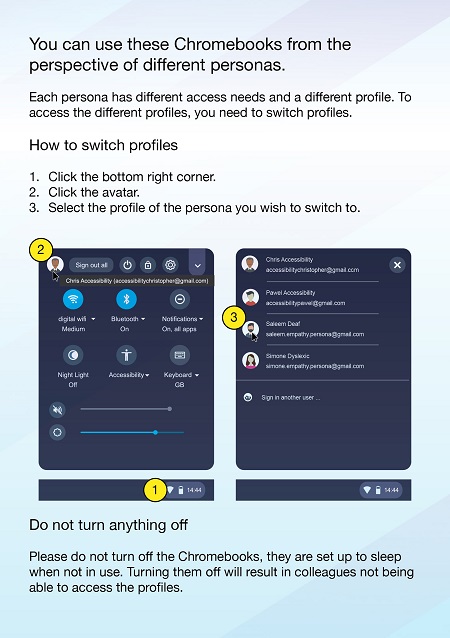 You can use these Chromebooks from the
perspective of different personas.
Each persona has different access needs and a different profile. To
access the different profiles, you need to switch profiles.
How to switch profiles
1. Click the bottom right corner.
2. Click the avatar.
3. Select the profile of the persona you wish to switch to.
2
Sign out all
Chris Accessibility (accessibilitychristopher@gmail.com)
digital wifi
Medium
Bluetooth
On
Notifications
On, all apps
Night Light
Off
Accessibility
Keyboard
GB
1
14:44
Chris Accessibility
accessibilitychristopher@gmail.com
Pawel Accessibility
accessibilitypawel@gmail.com
3
Saleem Deaf
saleem.empathy.persona@gmail.com
Simone Dyslexic
simone.empathy.persona@gmail.com
Sign in another user ...
14:44
Do not turn anything off
Please do not turn off the Chromebooks, they are set up to sleep
when not in use. Turning them off will result in colleagues not being
able to access the profiles.